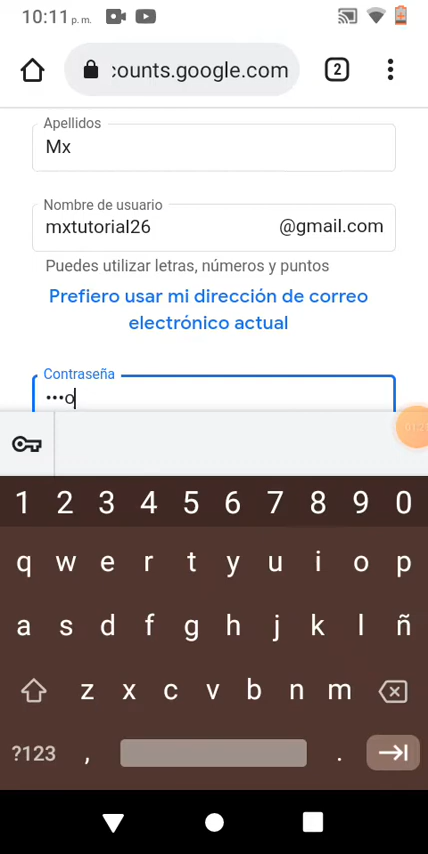 10:11 p. m.
counts.google.com
2
Apellidos
Mx
Nombre de usuario
mxtutorial26
@gmail.com
Puedes utilizar letras, números y puntos
Prefiero usar mi dirección de correo
electrónico actual
Contraseña
•••o
1 2 3 4 5 6 7 8 9 0
q w e r t y u i o p
a s d f g h j k l ñ
z x c v b n m
?123 , .